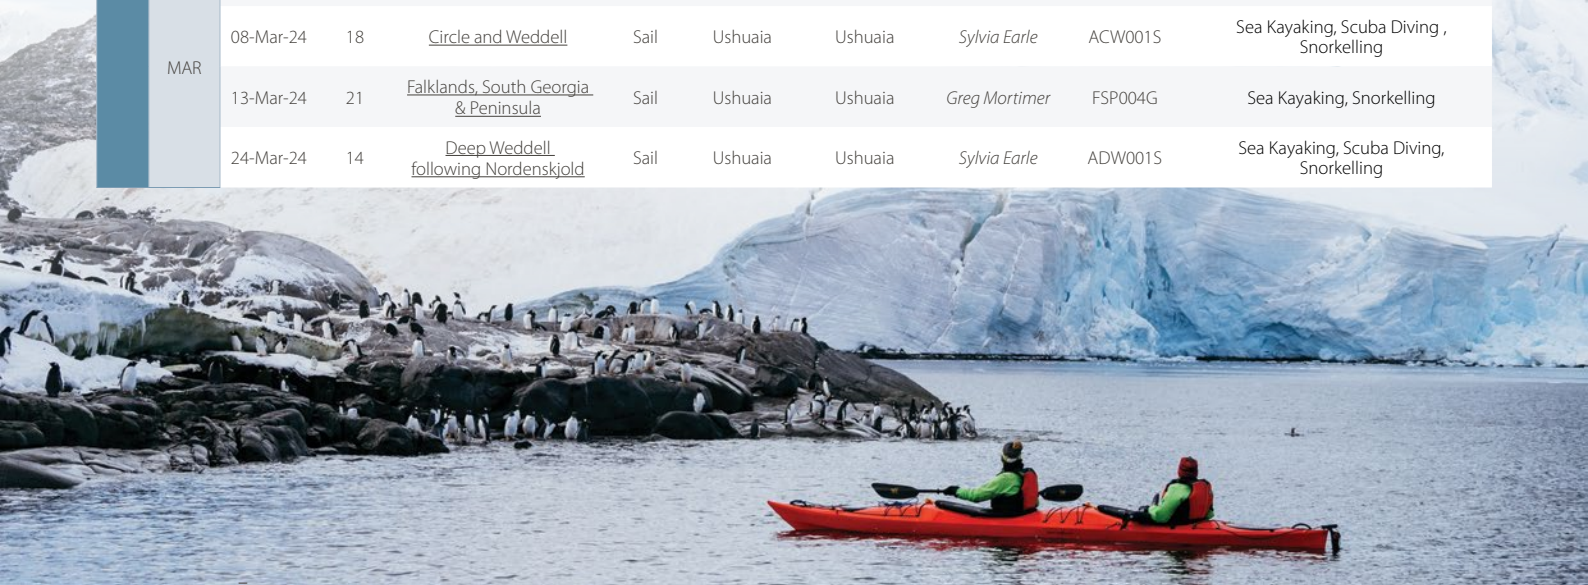 MAR
08-Mar-24 18 Circle and Weddell Sail Ushuaia Ushuaia Sylvia Earle ACW001S Sea Kayaking, Scuba Diving ,
Snorkelling
13-Mar-24 21 Falklands, South Georgia
& Peninsula Sail Ushuaia Ushuaia Greg Mortimer FSP004G Sea Kayaking, Snorkelling
24-Mar-24 14 Deep Weddell
following Nordenskjold Sail Ushuaia Ushuaia Sylvia Earle ADW001S Sea Kayaking, Scuba Diving,
Snorkelling